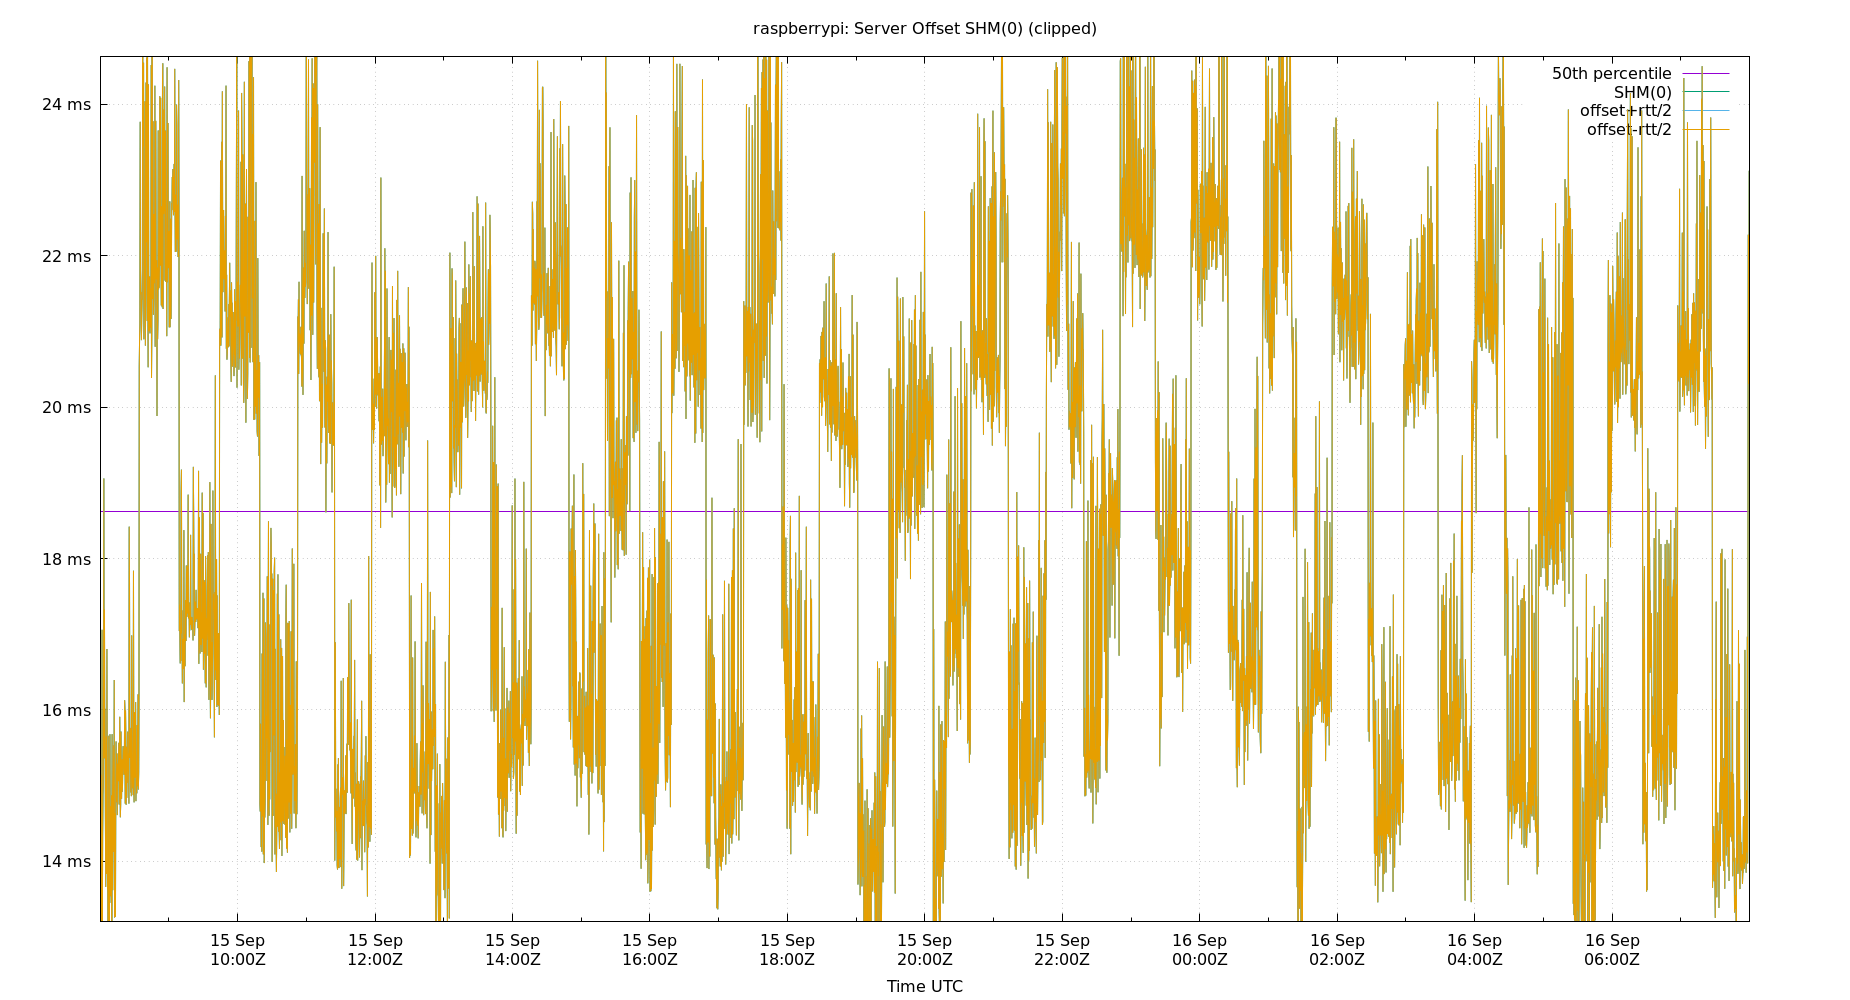 raspberrypi: Server Offset SHM(0) (clipped)
50th percentile
SHM(0)
offset+rtt/2
offset-rtt/2
24 ms
22 ms
20 ms
18 ms
16 ms
14 ms
15 Sep 15 Sep 15 Sep 15 Sep 15 Sep 15 Sep 15 Sep 16 Sep 16 Sep 16 Sep 16 Sep
10:00Z 12:00Z 14:00Z 16:00Z 18:00Z 20:00Z 22:00Z 00:00Z 02:00Z 04:00Z 06:00Z
Time UTC